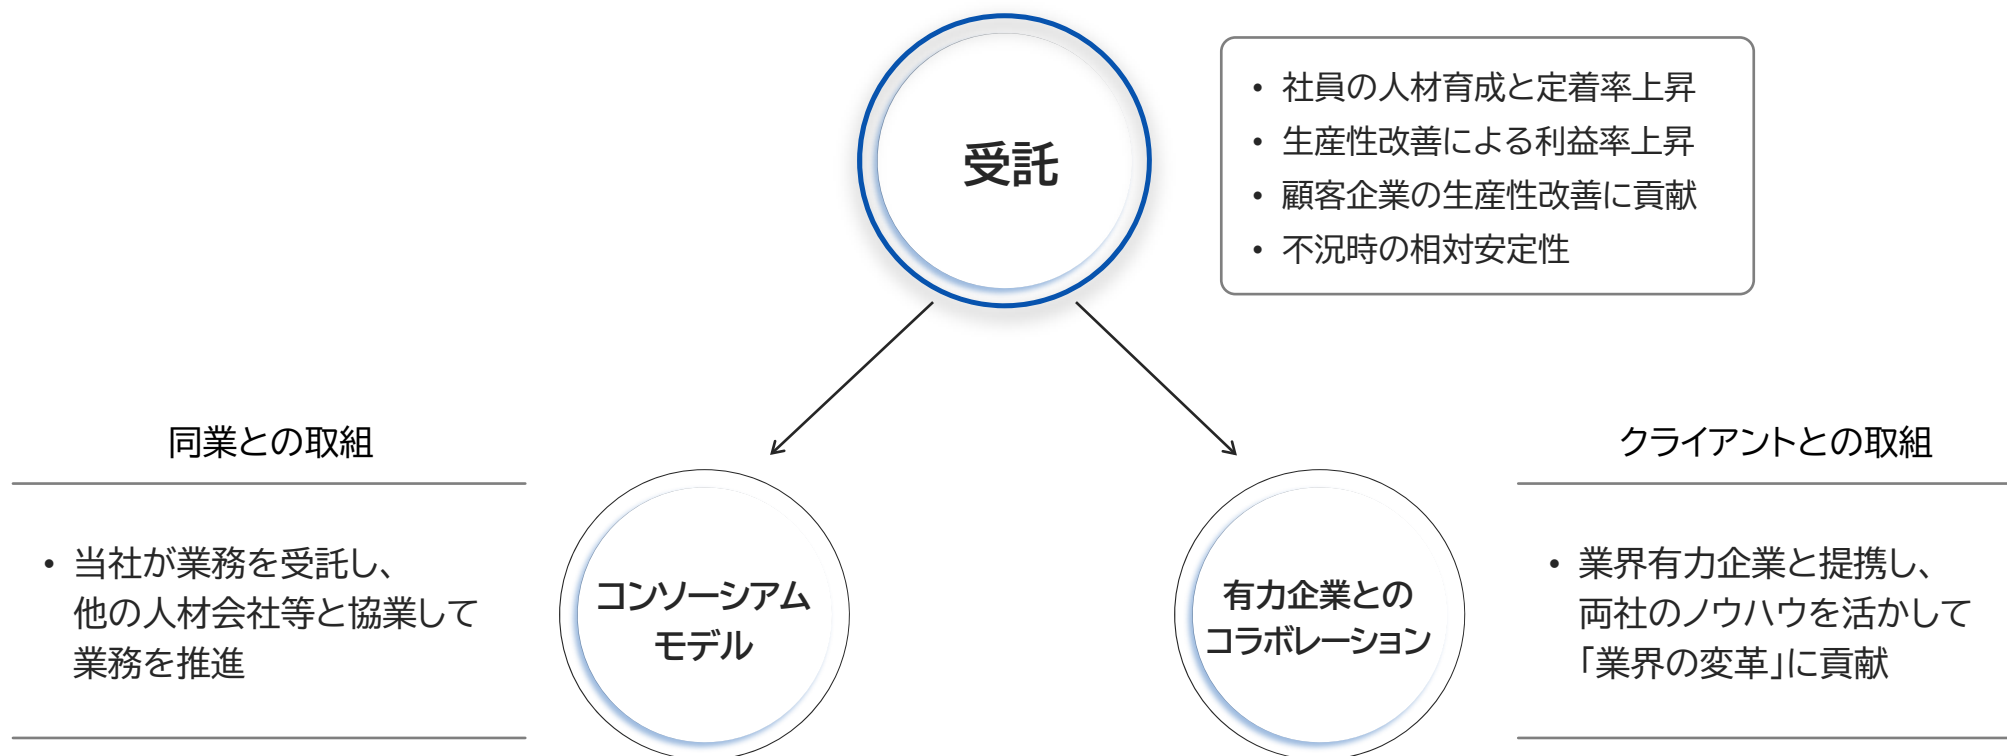 受託
• 社員の人材育成と定着率上昇
• 生産性改善による利益率上昇
• 顧客企業の生産性改善に貢献
• 不況時の相対安定性
同業との取組
• 当社が業務を受託し、
他の人材会社等と協業して
業務を推進
コンソーシアム
モデル
有力企業との
コラボレーション
クライアントとの取組
• 業界有力企業と提携し、
両社のノウハウを活かして
「業界の変革」に貢献